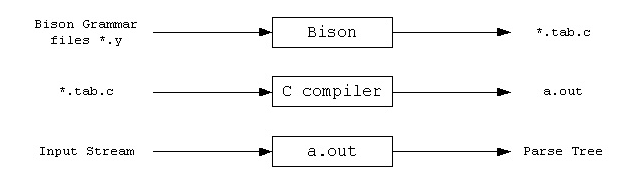 Bison Grammar
files *.y
Bison
*.tab.c
*.tab.c
C compiler
a.out
Input Stream
a.out
Parse Tree